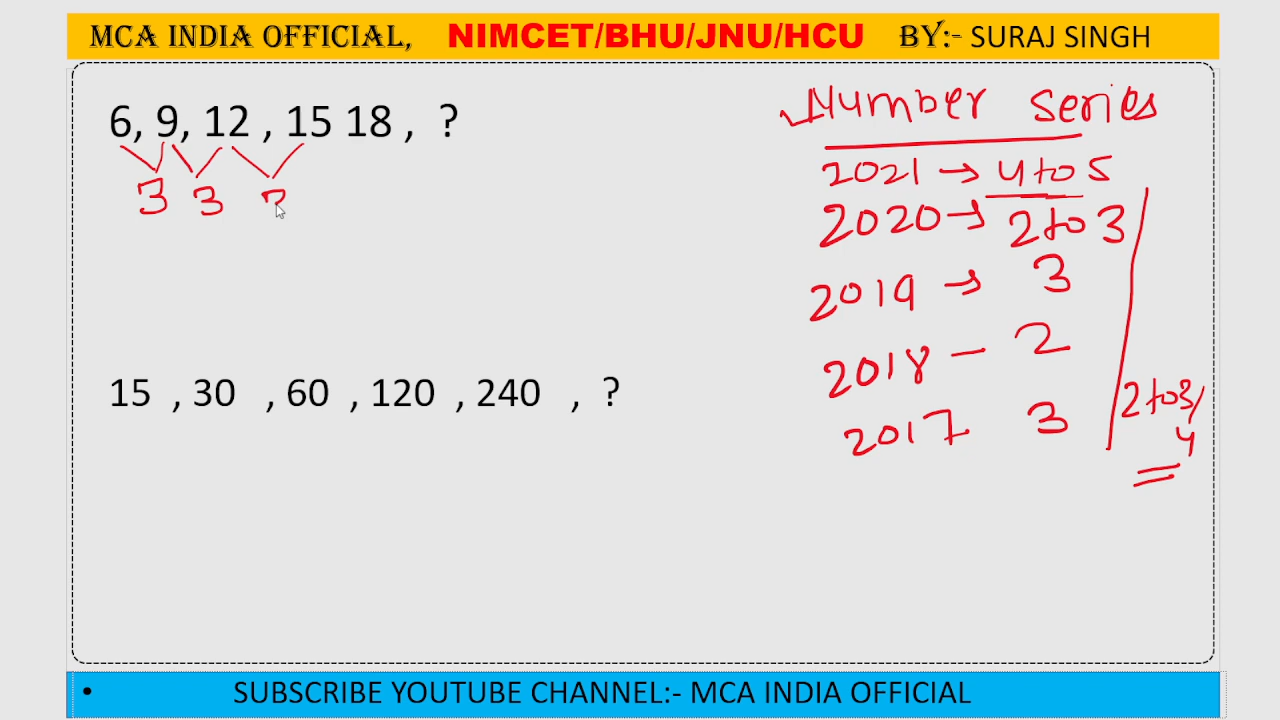 MCA INDIA OFFICIAL, NIMCET/BHU/JNU/HCU BY:- SURAJ SINGH
6, 9, 12 , 15 18 , ?
3 3
15 , 30 , 60 , 120 , 240 , ?
Number Series
2021 → 4 to 5
2020 → 2 to 3
2019 → 3
2018 - 2
2017 3
2 to 3/
4
• SUBSCRIBE YOUTUBE CHANNEL:- MCA INDIA OFFICIAL